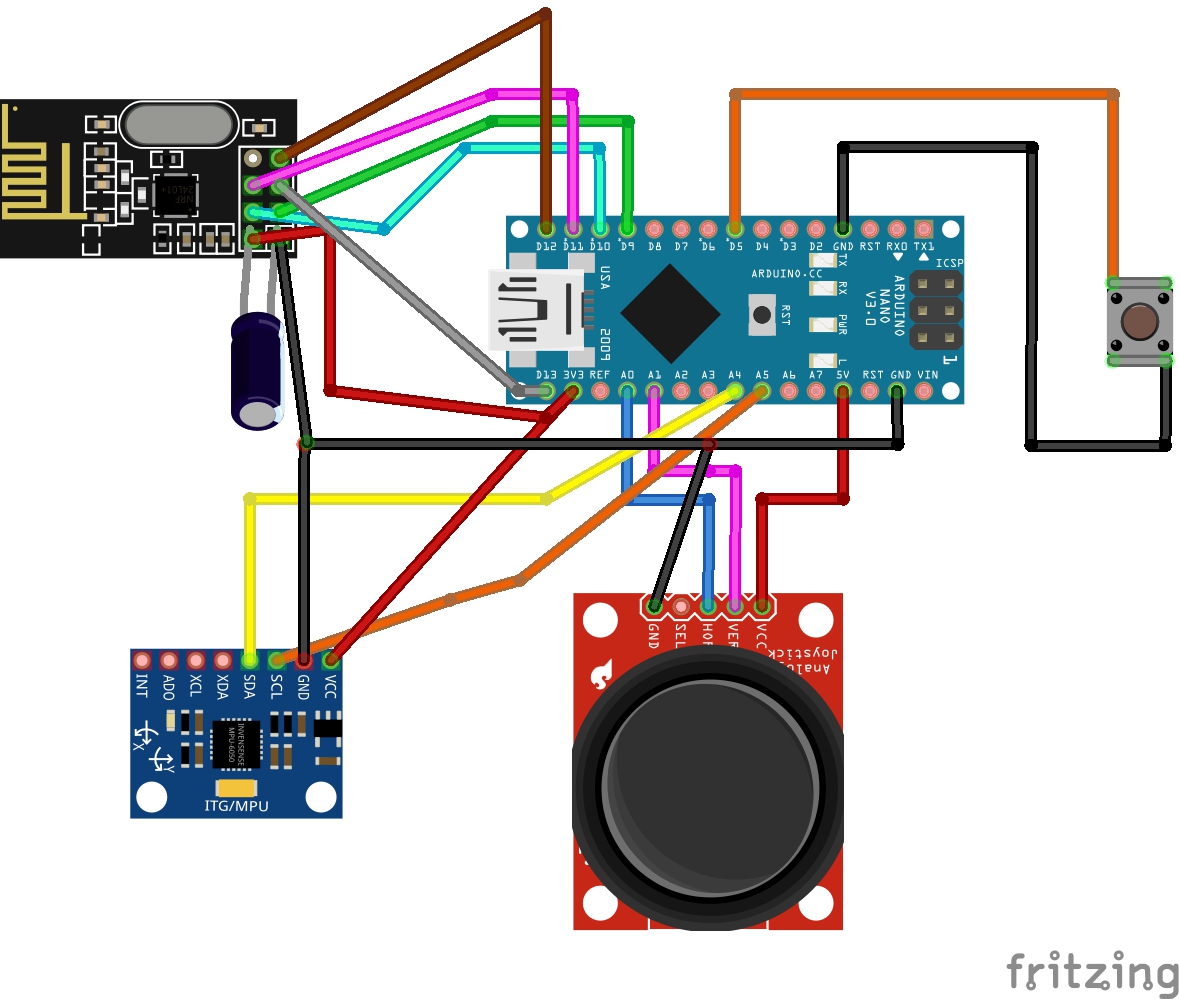 NRF
24L01+
D12 D11 D10 D9 D8 D7 D6 D5 D4 D3 D2 GND RST RX0 TX1
TX
RX
PWR
L
A2U
5009
ARDUINO.CC
RST
ICSP
ARDUINO
NANO
V3.0
1
D13 3V3 REF A0 A1 A2 A3 A4 A5 A6 A7 5V RST GND VIN
INT ADO XCL XDA SDA SCL GND VCC
INVENSENSE
MPU-6050
X
Y
ITG/MPU
GND SEL HOR VER VCC
Joystick
fritzing